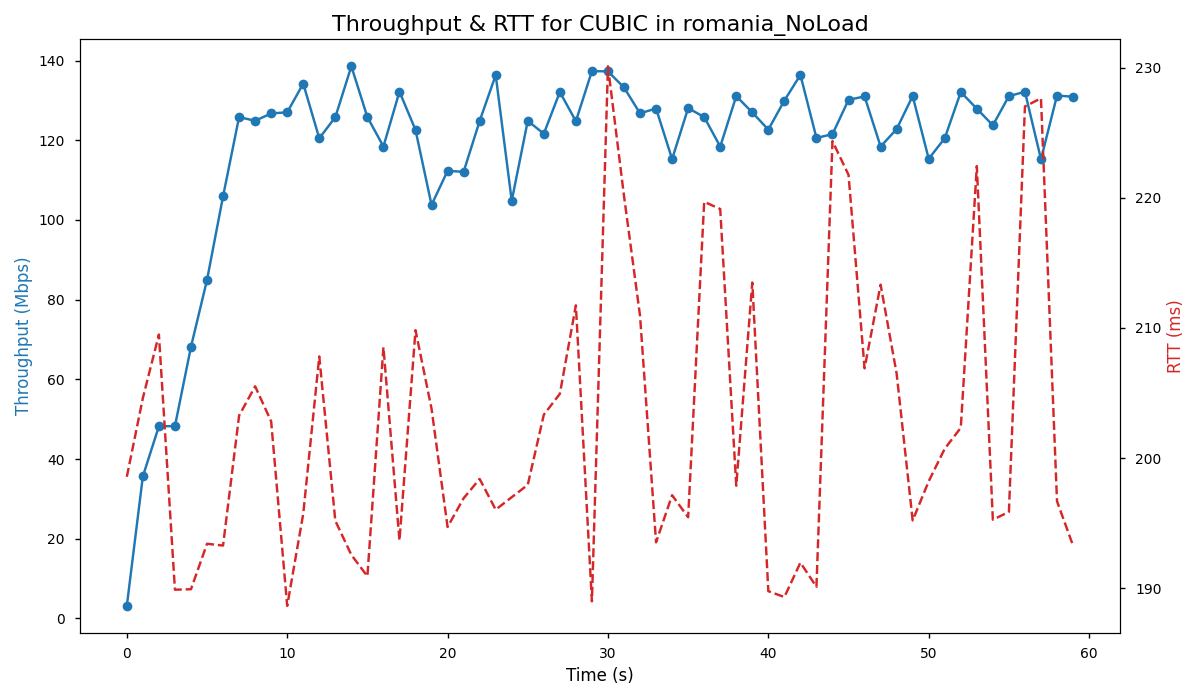 Throughput & RTT for CUBIC in romania_NoLoad
Throughput (Mbps)
140
120
100
80
60
40
20
0
230
220
210
200
190
RTT (ms)
0 10 20 30 40 50 60
Time (s)